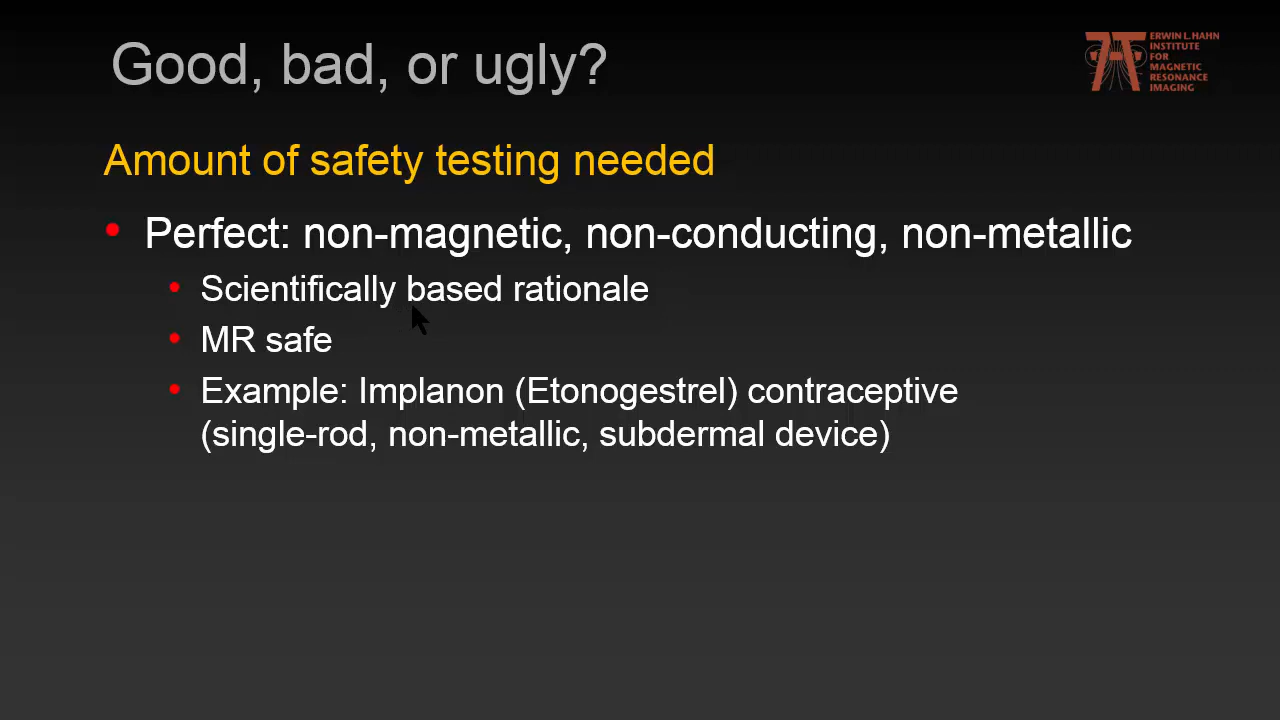 Good, bad, or ugly?
7T
ERWIN L. HAHN
INSTITUTE
FOR
MAGNETIC
RESONANCE
IMAGING
Amount of safety testing needed
• Perfect: non-magnetic, non-conducting, non-metallic
• Scientifically based rationale
• MR safe
• Example: Implanon (Etonogestrel) contraceptive
(single-rod, non-metallic, subdermal device)